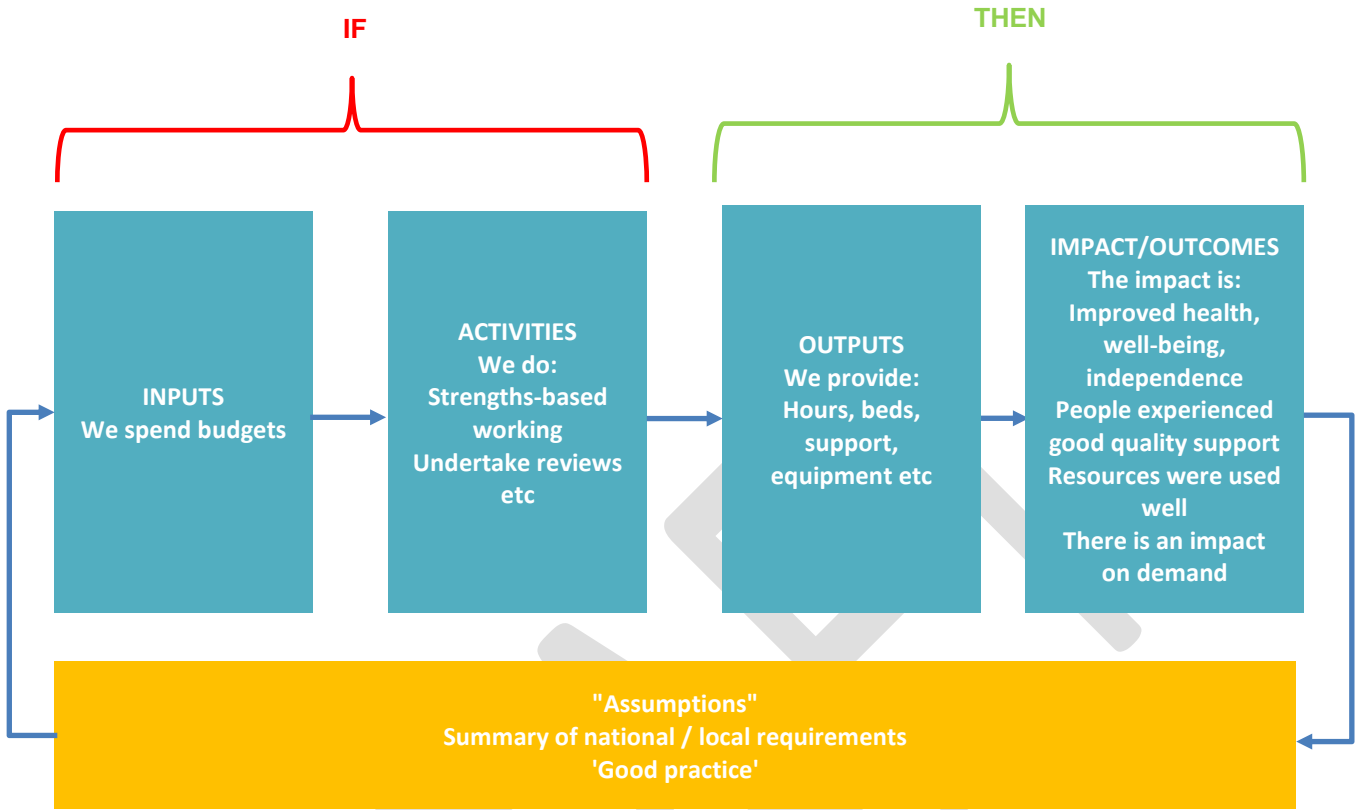 IF
THEN
INPUTS
We spend budgets
ACTIVITIES
We do:
Strengths-based
working
Undertake reviews
etc
OUTPUTS
We provide:
Hours, beds,
support,
equipment etc
IMPACT/OUTCOMES
The impact is:
Improved health,
well-being,
independence
People experienced
good quality support
Resources were used
well
There is an impact
on demand
"Assumptions"
Summary of national / local requirements
'Good practice'